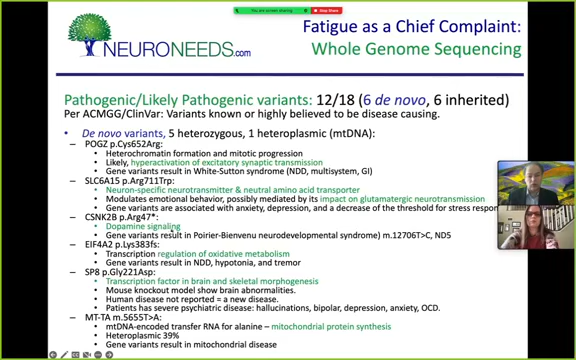 You are screen sharing
Stop Share
NEURONEEDS.com
Fatigue as a Chief Complaint:
Whole Genome Sequencing
Pathogenic/Likely Pathogenic variants: 12/18 (6 de novo, 6 inherited)
Per ACMGG/ClinVar: Variants known or highly believed to be disease causing.
• De novo variants, 5 heterozygous, 1 heteroplasmic (mtDNA):
– POGZ p.Cys652Arg
• Heterochromatin formation and mitotic progression
• Likely, hyperactivation of excitatory synaptic transmission
• Gene variants result in White-Sutton syndrome (NDD, multisystem, GI)
– SLC6A15 p.Arg711Trp
• Neuron-specific neurotransmitter & neutral amino acid transporter
• Modulates emotional behavior, possibly mediated by its impact on glutamatergic neurotransmission
• Gene variants are associated with anxiety, depression, and a decrease of the threshold for stress respon
– CSNK2B p.Arg47*
• Dopamine signaling
• Gene variants result in Poirier-Bienvenu neurodevelopmental syndrome) m.12706T>C, ND5
– EIF4A2 p.Lys383fs
• Transcription regulation of oxidative metabolism
• Gene variants result in NDD, hypotonia, and tremor
– SP8 p.Gly221Asp
• Transcription factor in brain and skeletal morphogenesis
• Mouse knockout model show brain abnormalities.
• Human disease not reported = a new disease.
• Patients has severe psychiatric disease: hallucinations, bipolar, depression, anxiety, OCD.
– MT-TA m.5655T>A
• mtDNA-encoded transfer RNA for alanine – mitochondrial protein synthesis
• Heteroplasmic 39%
• Gene variants result in mitochondrial disease